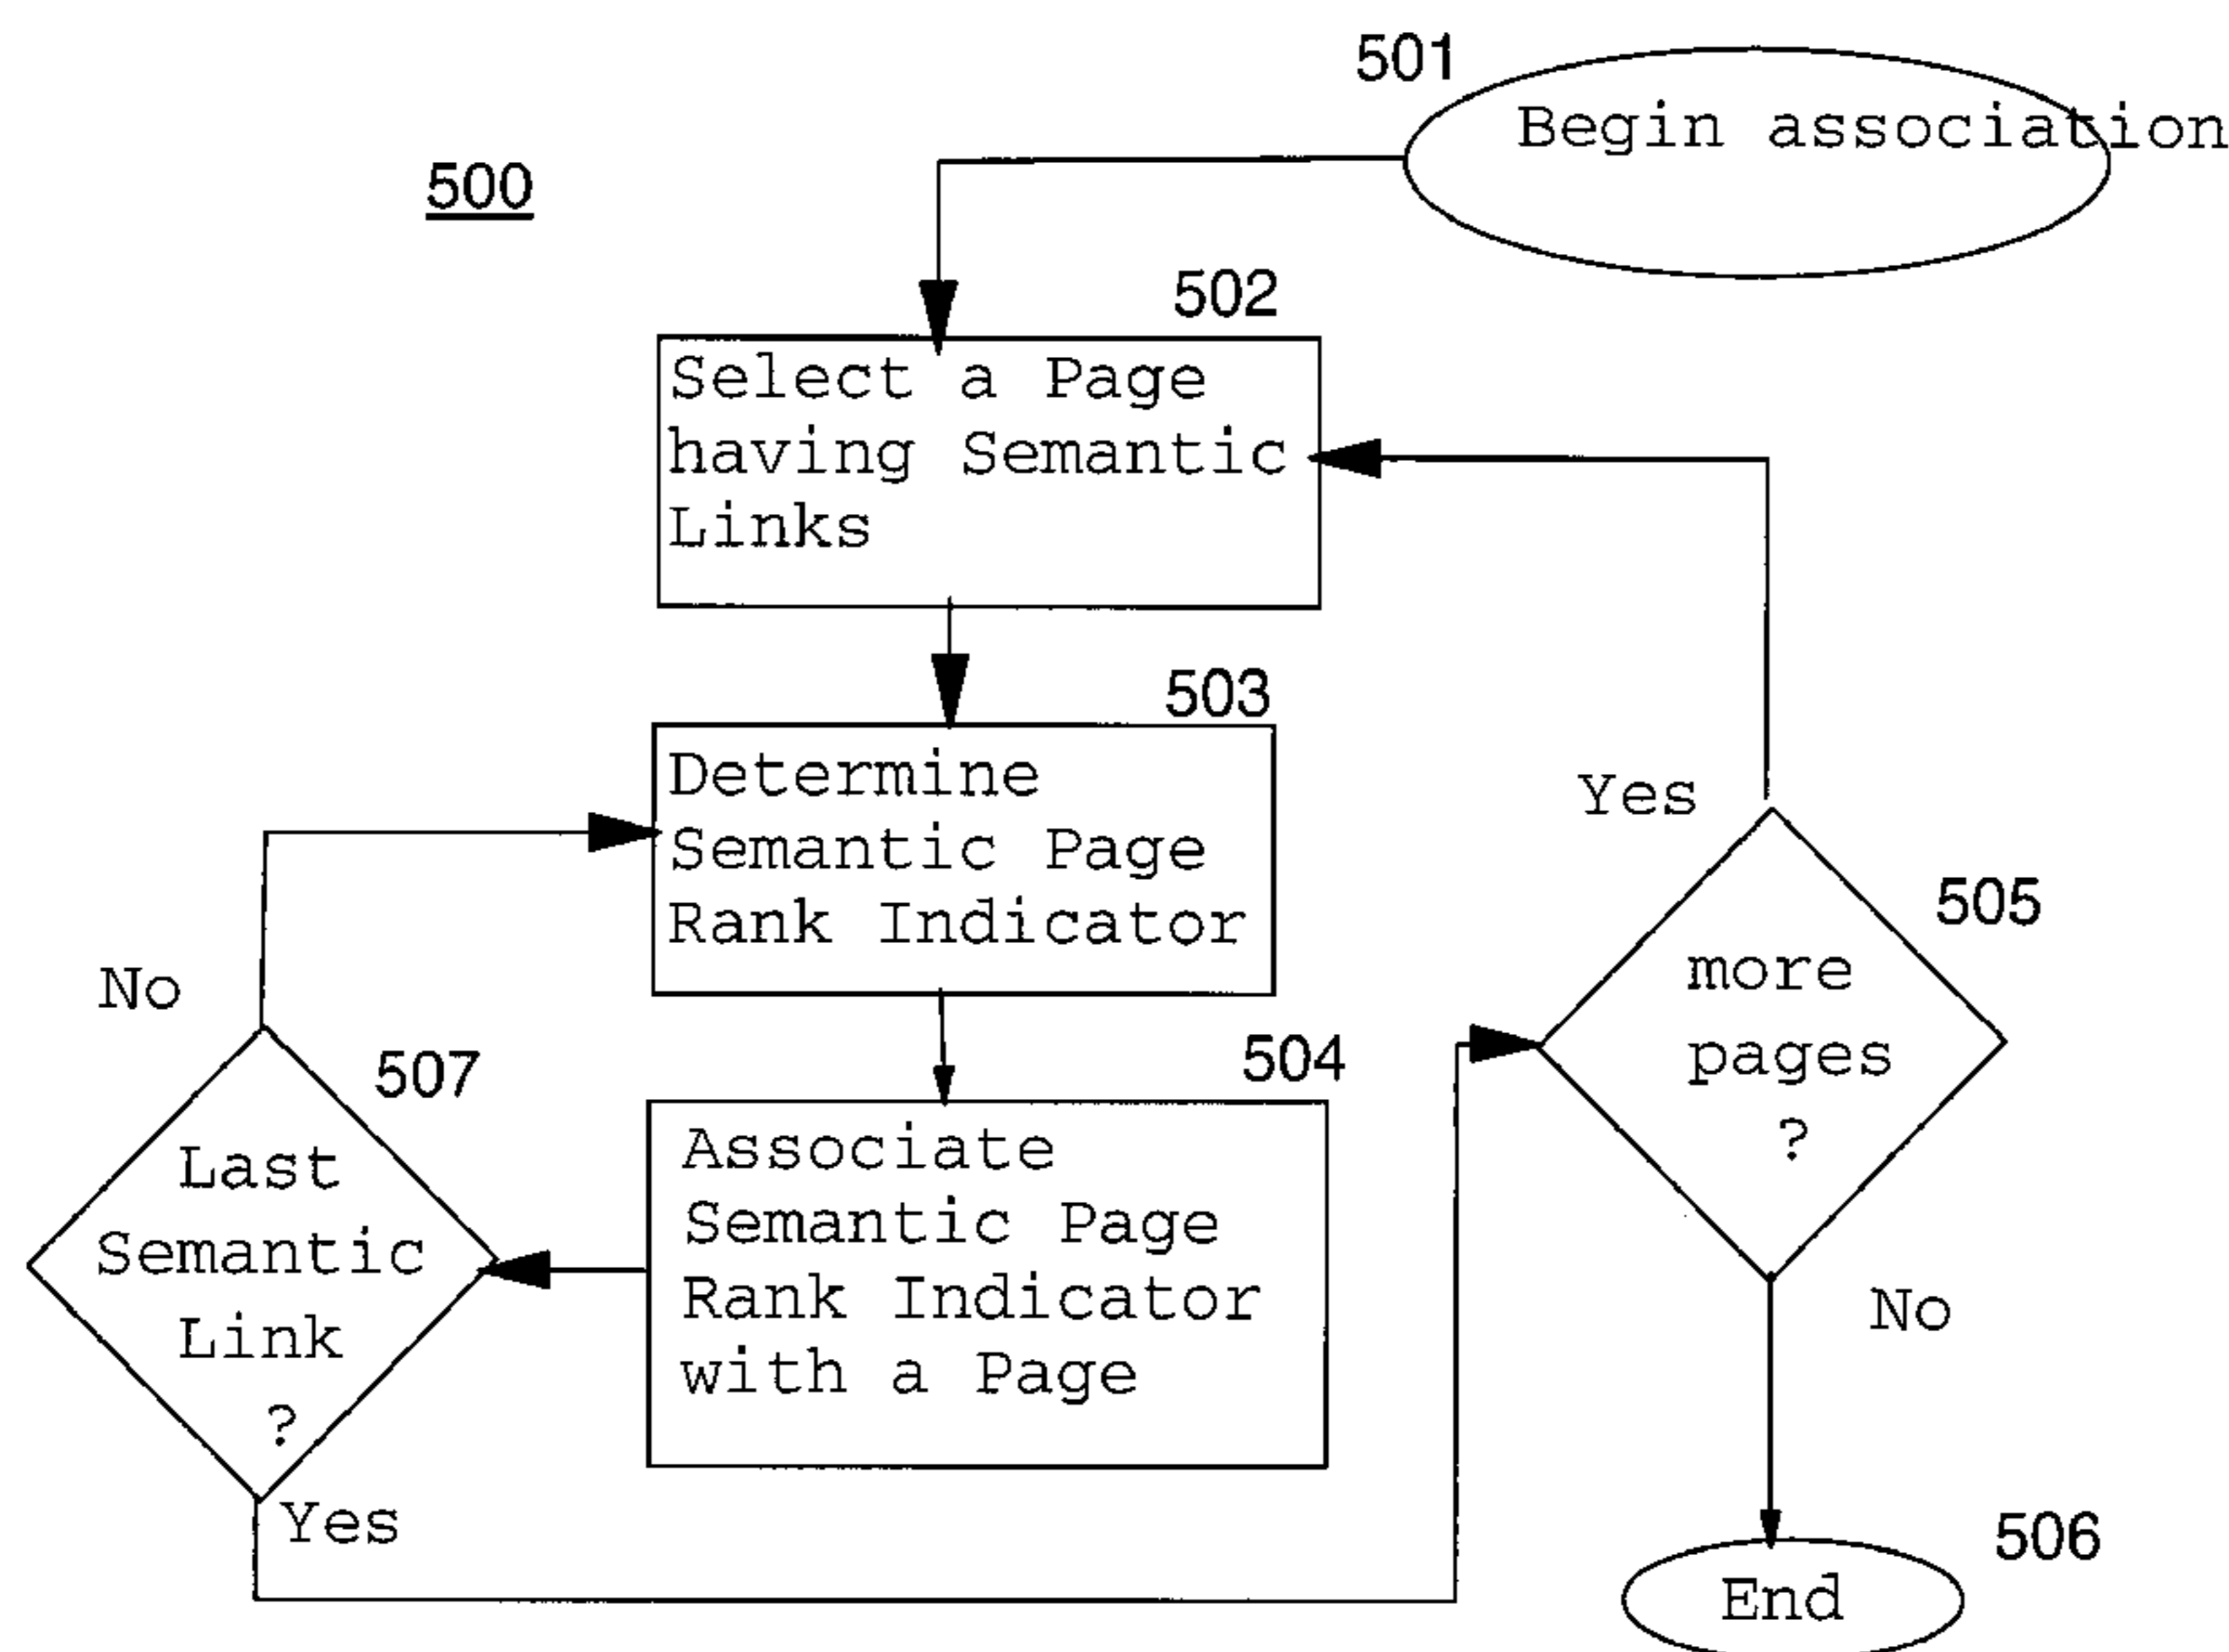 501
Begin association
500
502
Select a Page
having Semantic
Links
503
Determine
Semantic Page
Rank Indicator
Yes
505
more
pages
?
No
504
507
Associate
Semantic Page
Rank Indicator
with a Page
Last
Semantic
Link
?
No
Yes
506
End